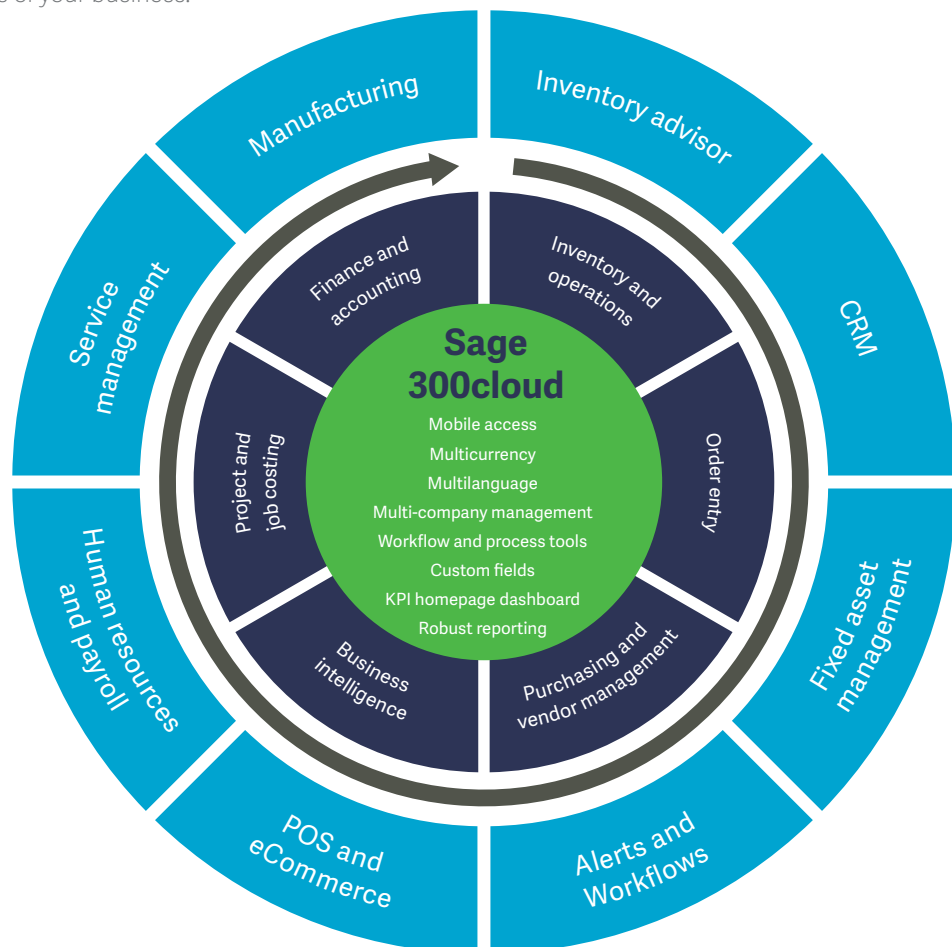 of your business.
Manufacturing
Inventory advisor
Service
management
CRM
Finance and
accounting
Inventory and
operations
Sage
300cloud
Mobile access
Multicurrency
Multilanguage
Multi-company management
Workflow and process tools
Custom fields
KPI homepage dashboard
Robust reporting
Project and
job costing
Order entry
Business
intelligence
Purchasing and
vendor management
Human resources
and payroll
Fixed asset
management
POS and
eCommerce
Alerts and
Workflows